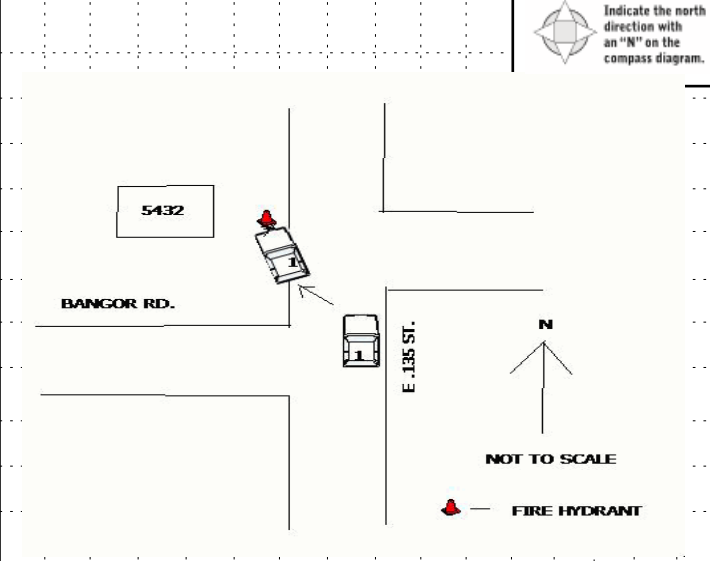 Indicate the north
direction with
an "N" on the
compass diagram.
5432
1
BANGOR RD.
1
E .135 ST.
N
NOT TO SCALE
— FIRE HYDRANT